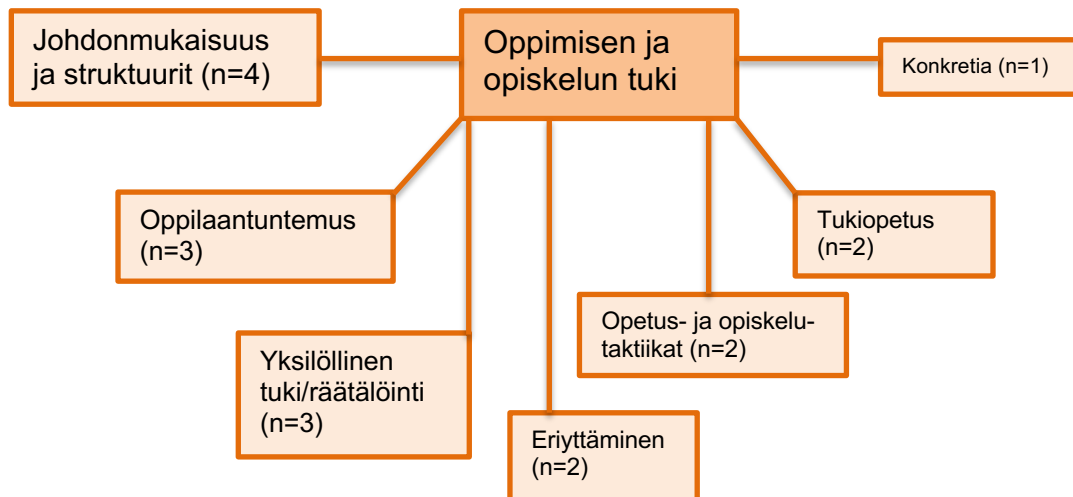 Johdonmukaisuus
ja struktuurit (n=4)
Oppimisen ja
opiskelun tuki
Konkretia (n=1)
Oppilaantuntemus
(n=3)
Tukiopetus
(n=2)
Opetus- ja opiskelu-
taktiikat (n=2)
Yksilöllinen
tuki/räätälöinti
(n=3)
Eriyttäminen
(n=2)